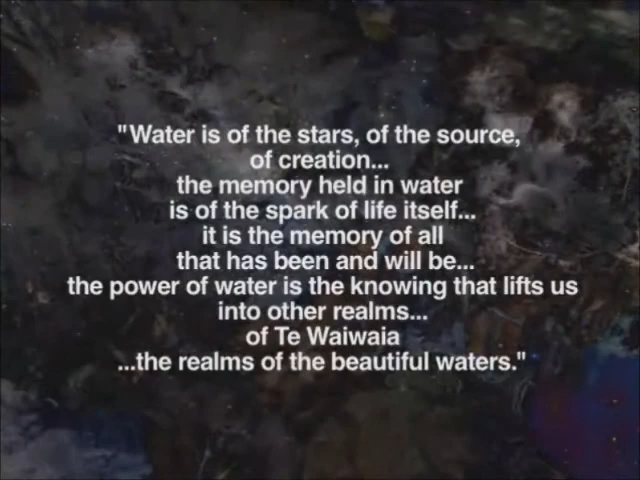 "Water is of the stars, of the source,
of creation...
the memory held in water
is of the spark of life itself...
it is the memory of all
that has been and will be...
the power of water is the knowing that lifts us
into other realms...
of Te Waiwaia
...the realms of the beautiful waters."